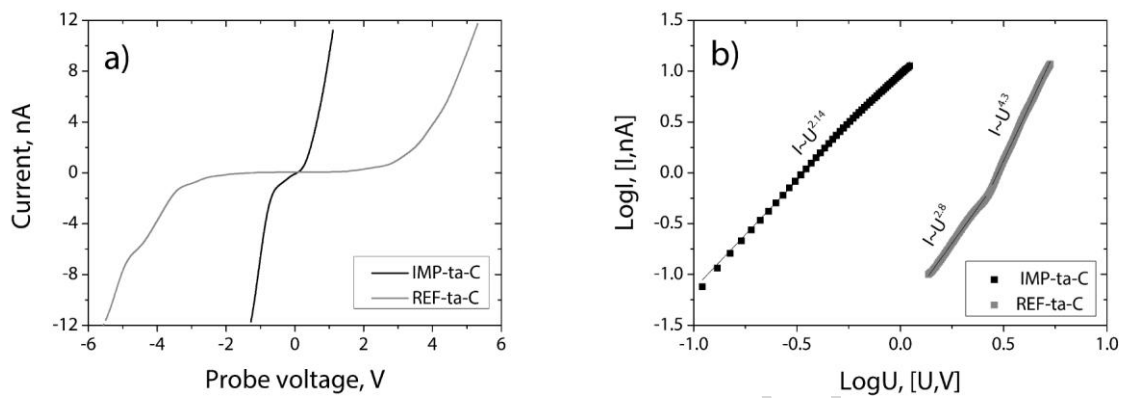 a)
12
8
4
0
-4
-8
-12
-6
-4
-2
0
2
4
6
Current, nA
Probe voltage, V
IMP-ta-C
REF-ta-C
b)
1.5
1.0
0.5
0.0
-0.5
-1.0
-1.5
-1.0
-0.5
0.0
0.5
1.0
LogI, [I,nA]
LogU, [U,V]
I~U^2.14
I~U^4.3
I~U^2.8
IMP-ta-C
REF-ta-C